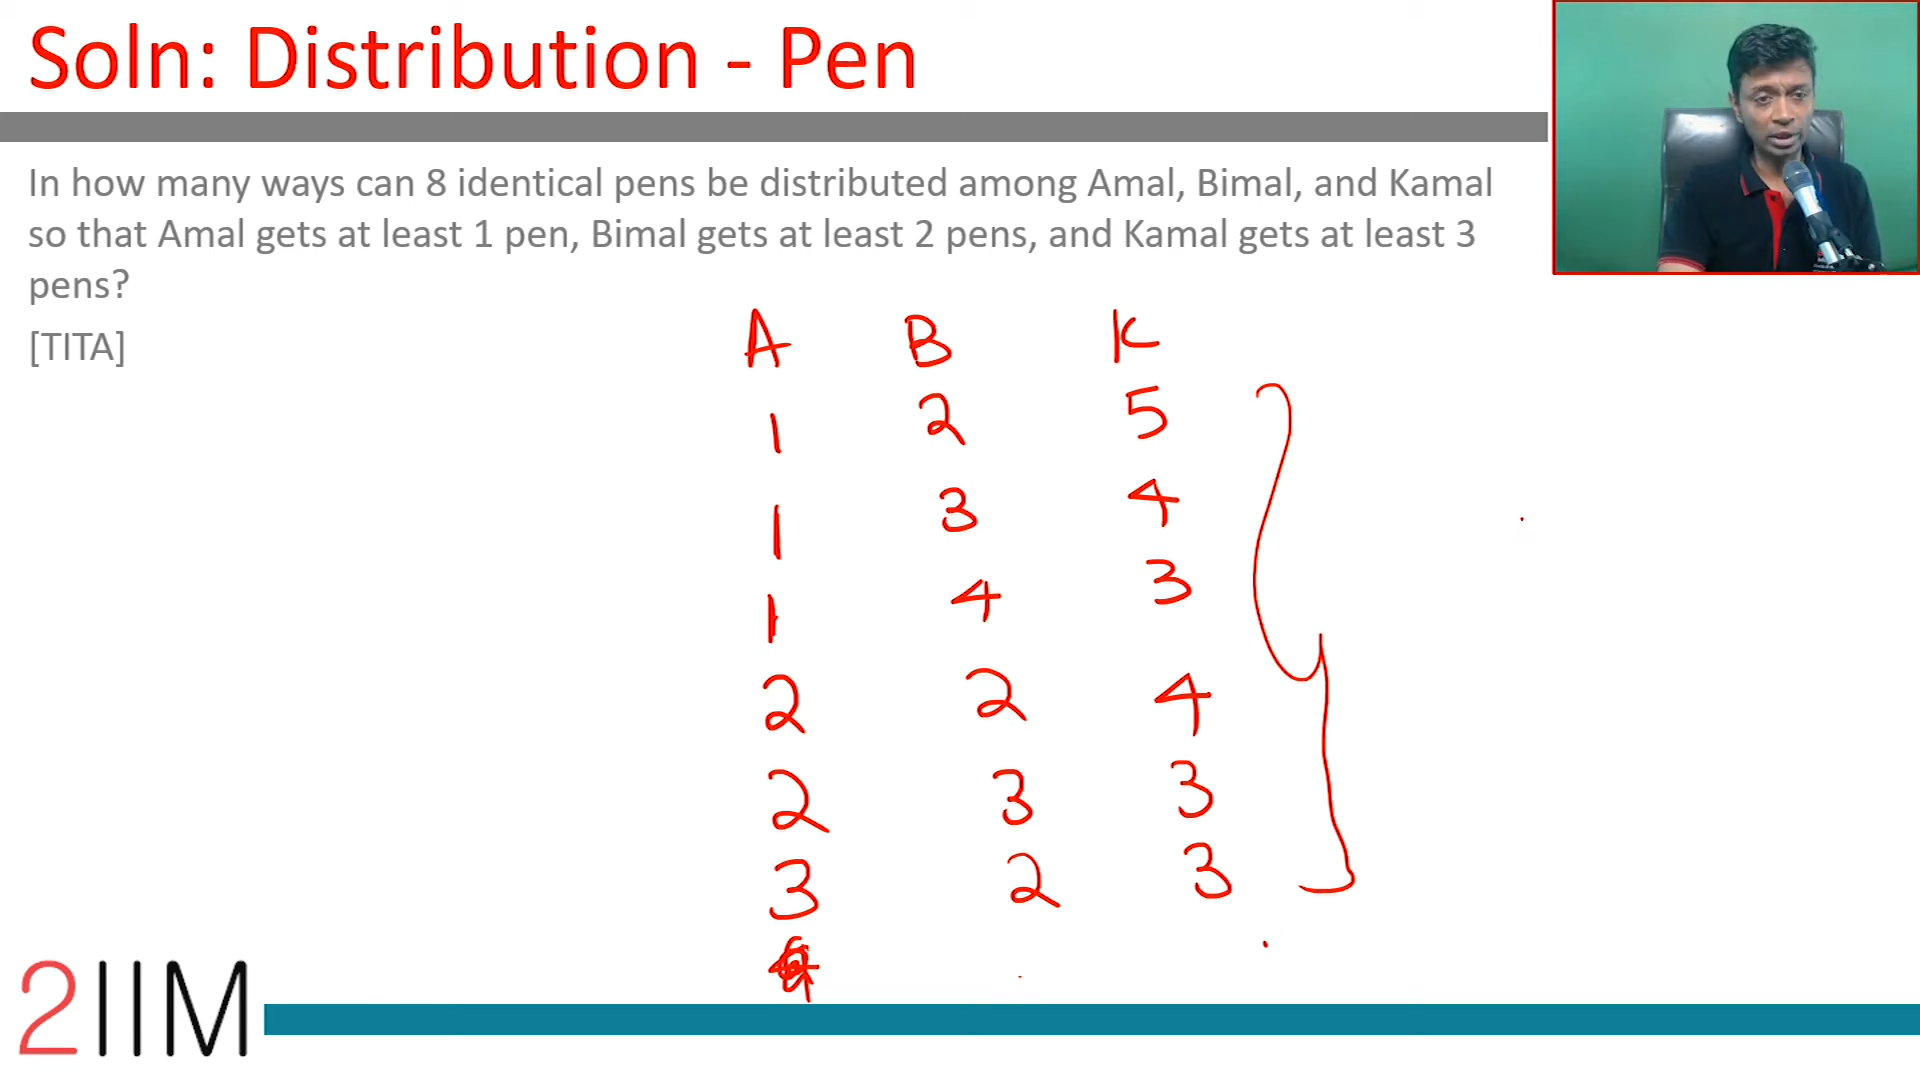 Soln: Distribution - Pen
In how many ways can 8 identical pens be distributed among Amal, Bimal, and Kamal
so that Amal gets at least 1 pen, Bimal gets at least 2 pens, and Kamal gets at least 3
pens?
[TITA]
A B K
1 2 5
1 3 4
1 4 3
2 2 4
2 3 3
3 2 3
2IIM